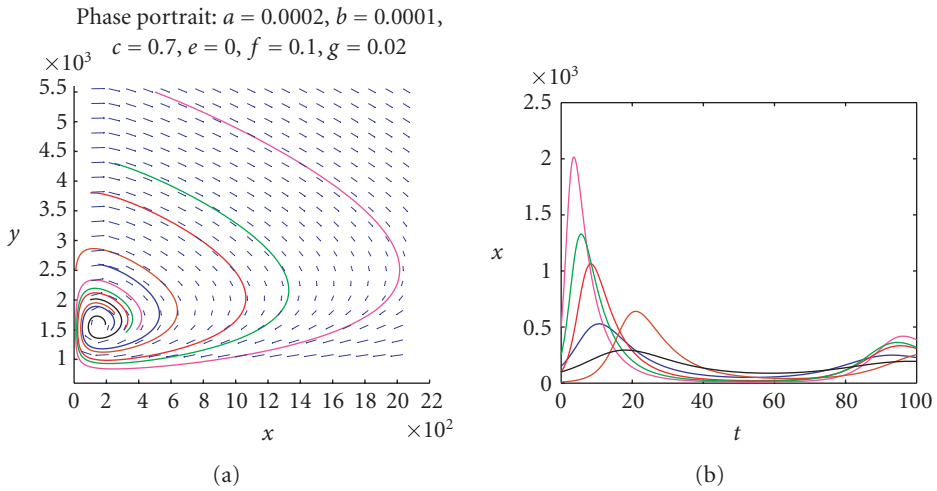 Phase portrait: a = 0.0002, b = 0.0001,
c = 0.7, e = 0, f = 0.1, g = 0.02
×10³
5.5
5
4.5
4
3.5
3
2.5
2
1.5
1
y
0 2 4 6 8 10 12 14 16 18 20 22
×10²
x
(a)
×10³
2.5
2
1.5
1
0.5
0
x
0 20 40 60 80 100
t
(b)